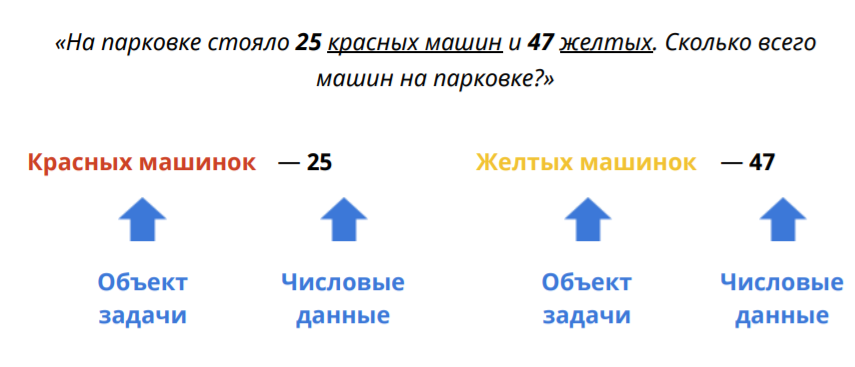 «На парковке стояло 25 красных машин и 47 желтых. Сколько всего
машин на парковке?»
Красных машинок — 25 Желтых машинок — 47
Объект Числовые Объект Числовые
задачи данные задачи данные